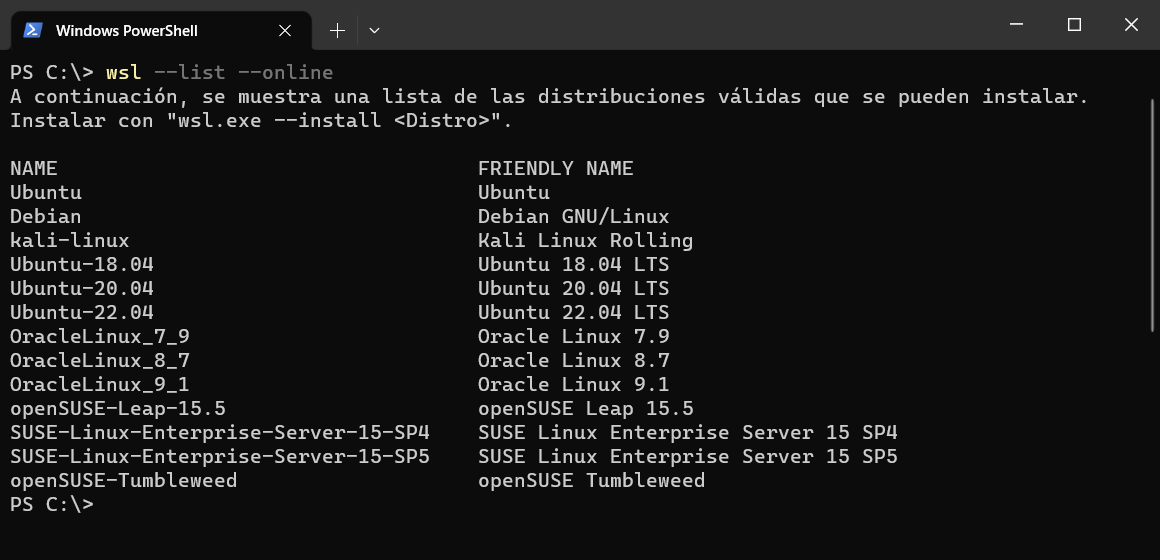 Windows PowerShell
PS C:\> wsl --list --online
A continuación, se muestra una lista de las distribuciones válidas que se pueden instalar.
Instalar con "wsl.exe --install <Distro>".
NAME FRIENDLY NAME
Ubuntu Ubuntu
Debian Debian GNU/Linux
kali-linux Kali Linux Rolling
Ubuntu-18.04 Ubuntu 18.04 LTS
Ubuntu-20.04 Ubuntu 20.04 LTS
Ubuntu-22.04 Ubuntu 22.04 LTS
OracleLinux_7_9 Oracle Linux 7.9
OracleLinux_8_7 Oracle Linux 8.7
OracleLinux_9_1 Oracle Linux 9.1
openSUSE-Leap-15.5 openSUSE Leap 15.5
SUSE-Linux-Enterprise-Server-15-SP4 SUSE Linux Enterprise Server 15 SP4
SUSE-Linux-Enterprise-Server-15-SP5 SUSE Linux Enterprise Server 15 SP5
openSUSE-Tumbleweed openSUSE Tumbleweed
PS C:\>